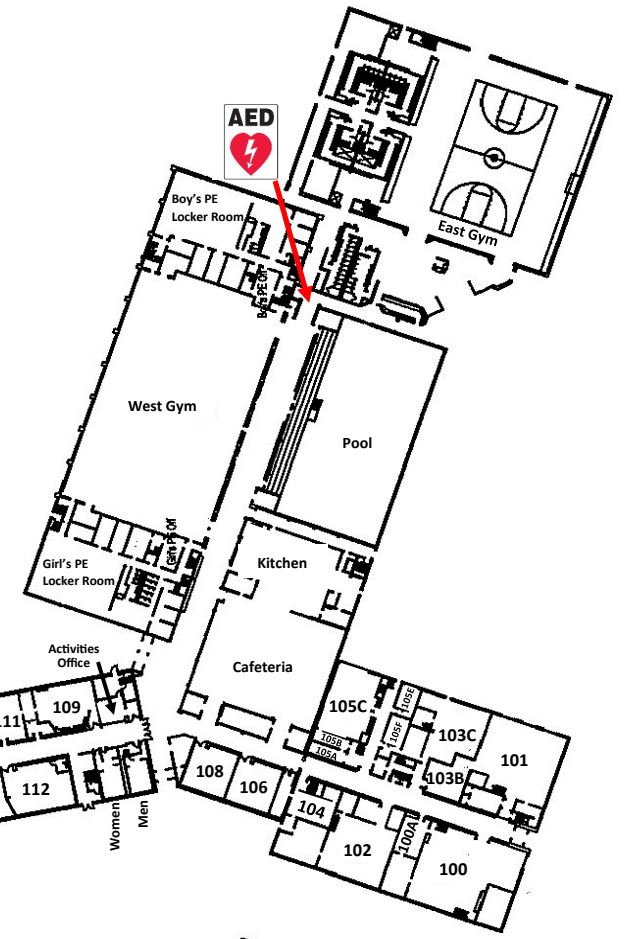 AED
Boy's PE
Locker Room
East Gym
Boy's PE Off
West Gym
Pool
Girl's PE Off
Girl's PE
Locker Room
Kitchen
Activities
Office
Cafeteria
111
109
105C
105E
105F
105B
105A
103C
103B
101
112
Women
Men
108
106
104
102
100A
100